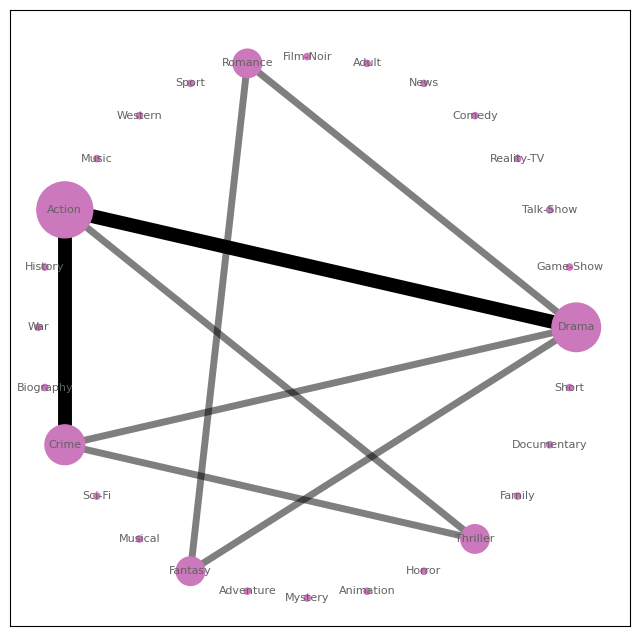 Film-Noir
Romance
Adult
Sport
News
Western
Comedy
Music
Reality-TV
Action
Talk-Show
History
Game-Show
War
Drama
Biography
Short
Crime
Documentary
Sci-Fi
Family
Musical
Thriller
Fantasy
Horror
Adventure
Animation
Mystery